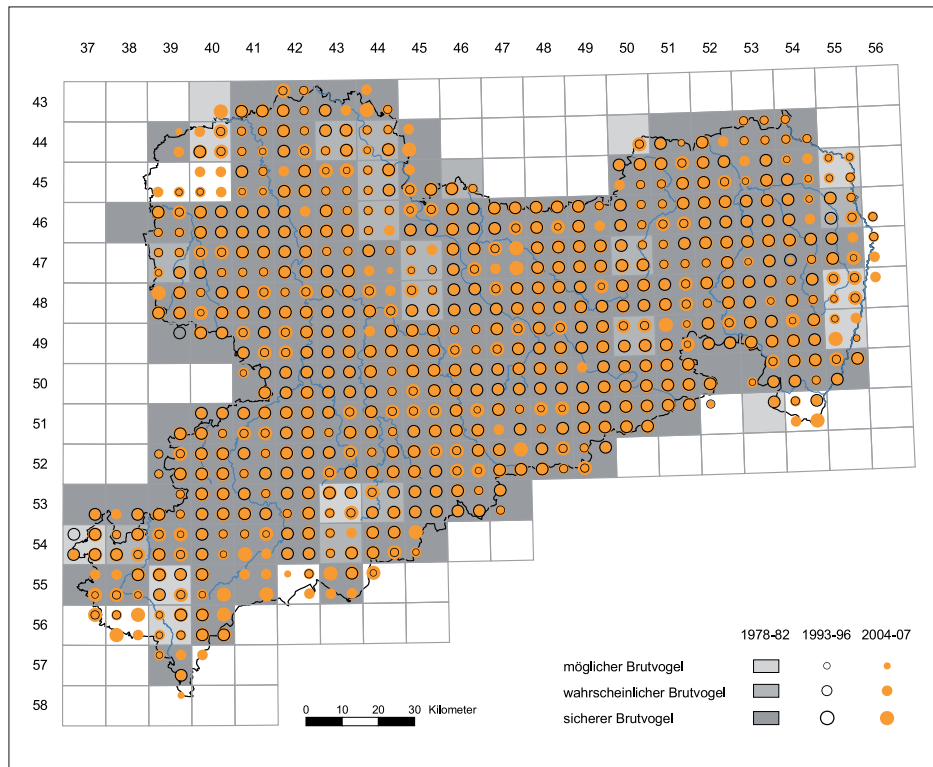 37 38 39 40 41 42 43 44 45 46 47 48 49 50 51 52 53 54 55 56
43
44
45
46
47
48
49
50
51
52
53
54
55
56
57
58
1978-82 1993-96 2004-07
möglicher Brutvogel
wahrscheinlicher Brutvogel
sicherer Brutvogel
0 10 20 30 Kilometer